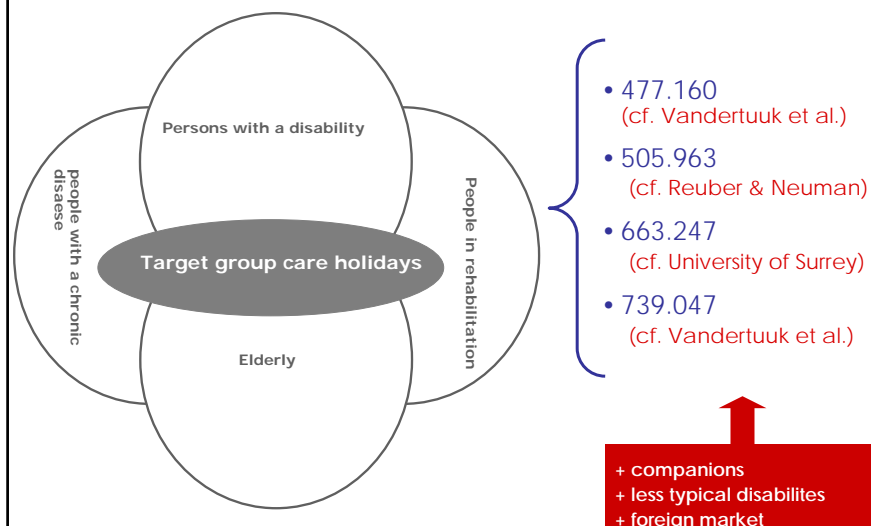 Persons with a disability
people with a chronic
disaese
People in rehabilitation
Target group care holidays
Elderly
• 477.160
(cf. Vandertuuk et al.)
• 505.963
(cf. Reuber & Neuman)
• 663.247
(cf. University of Surrey)
• 739.047
(cf. Vandertuuk et al.)
+ companions
+ less typical disabilites
+ foreign market